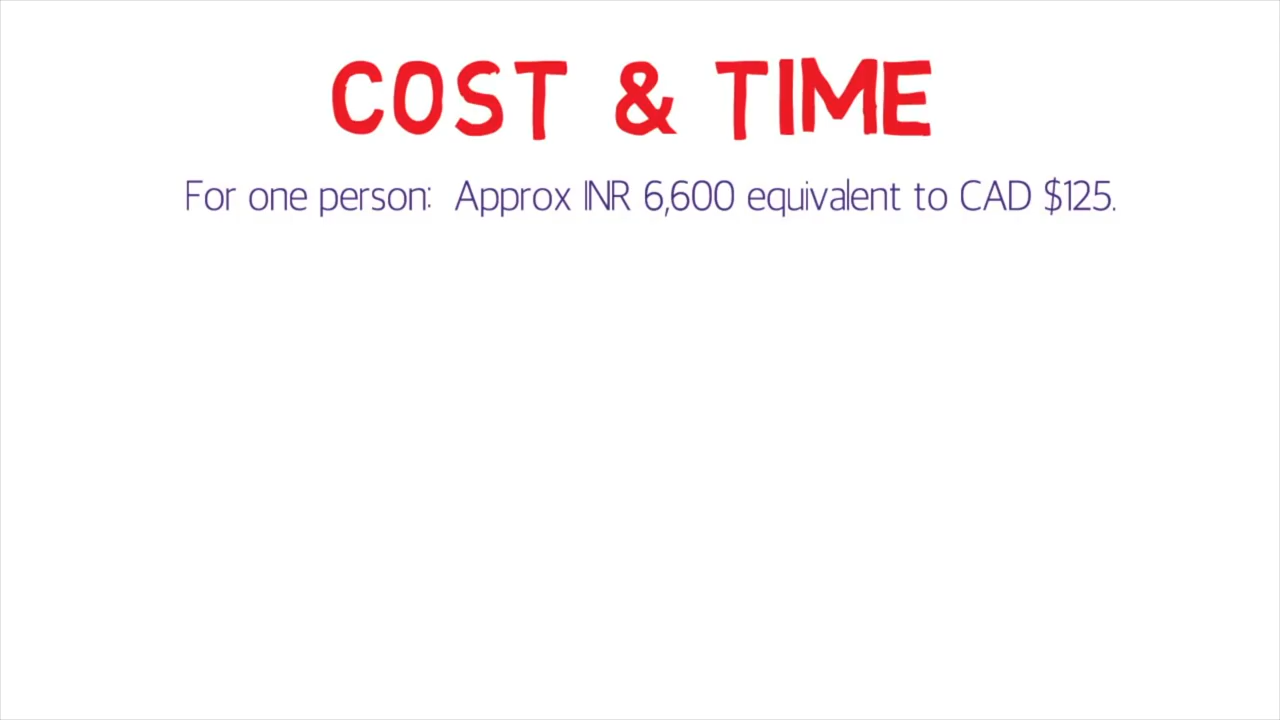 COST & TIME
For one person: Approx INR 6,600 equivalent to CAD $125.